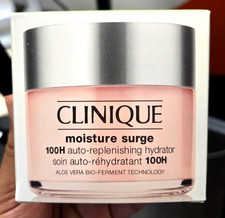 CLINIQUE
moisture surge
100H auto-replenishing hydrator
soin auto-réhydratant 100H
ALOE VERA BIO-FERMENT TECHNOLOGY